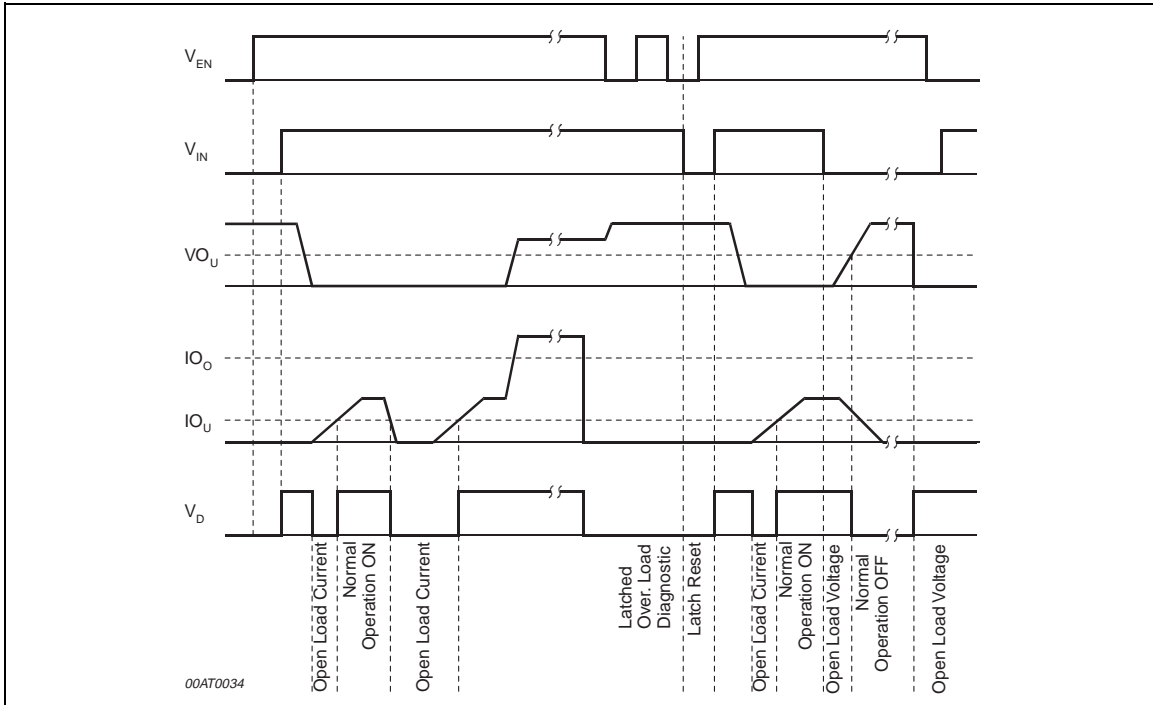 V_EN
V_IN
VO_U
IO_O
IO_U
V_D
Open Load Current
Normal
Operation ON
Open Load Current
Latched
Over. Load
Diagnostic
Latch Reset
Open Load Current
Normal
Operation ON
Open Load Voltage
Normal
Operation OFF
Open Load Voltage
00AT0034